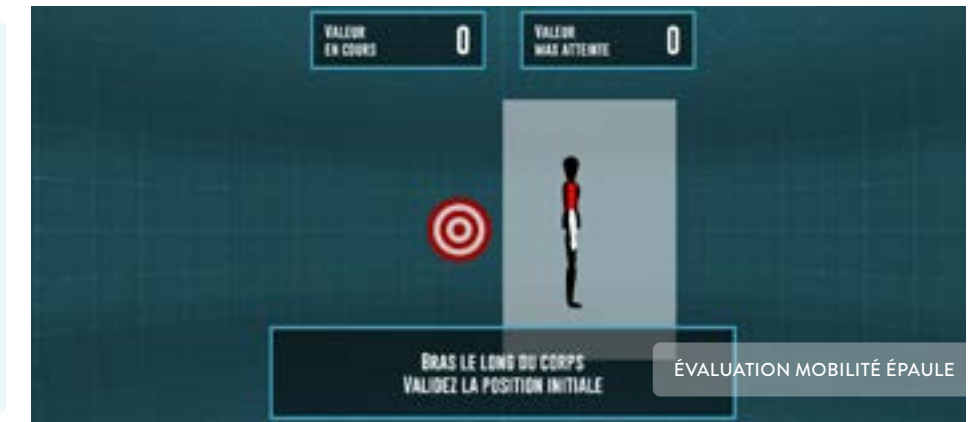 VALEUR
EN COURS
0
VALEUR
MAX ATTEINTE
0
BRAS LE LONG DU CORPS
VALIDEZ LA POSITION INITIALE
ÉVALUATION MOBILITÉ ÉPAULE